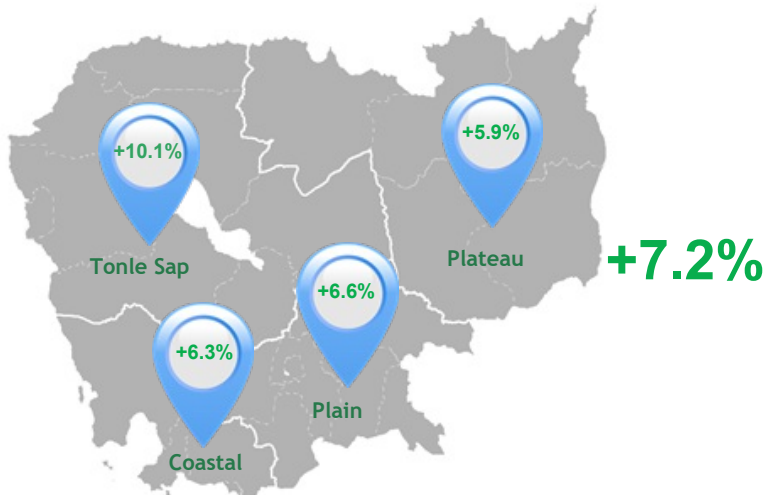 +5.9%
+10.1%
Plateau
+7.2%
Tonle Sap
+6.6%
+6.3%
Plain
Coastal